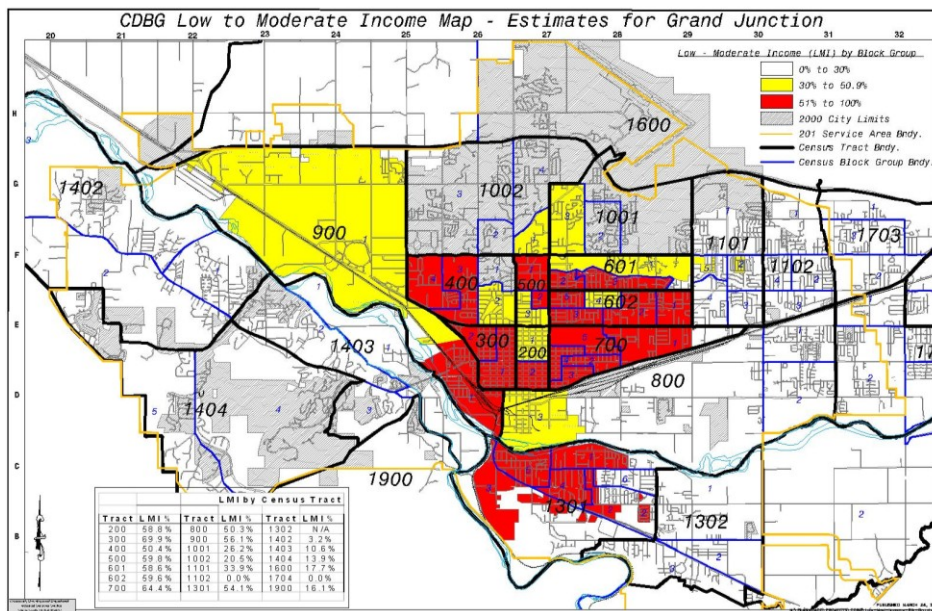 CDBG Low to Moderate Income Map - Estimates for Grand Junction
20 21 22 23 24 25 26 27 28 29 30 31 32
Low - Moderate Income (LMI) by Block Group
0% to 30%
30% to 50.9%
51% to 100%
2000 City Limits
201 Service Area Bndy.
Census Tract Bndy.
Census Block Group Bndy.
H
G
F
E
D
C
B
1600
1402
1002
1001
1703
900
1101
601
1102
400
500
602
1403
300
200
700
800
1404
1900
1301
1302
LMI by Census Tract
Tract LMI% Tract LMI% Tract LMI%
200 58.8% 800 50.3% 1302 N/A
300 69.9% 900 56.1% 1402 3.2%
400 50.4% 1001 26.2% 1403 10.6%
500 59.8% 1002 20.5% 1404 13.9%
601 58.6% 1101 33.9% 1600 17.7%
602 59.6% 1102 0.0% 1704 0.0%
700 64.4% 1301 54.1% 1900 16.1%